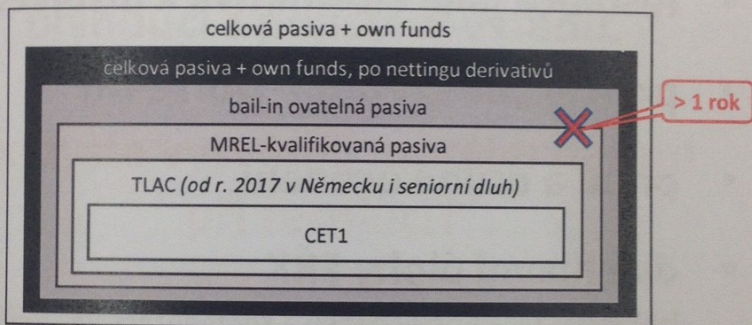 celková pasiva + own funds
celková pasiva + own funds, po nettingu derivativů
bail-in ovatelná pasiva
> 1 rok
MREL-kvalifikovaná pasiva
TLAC (od r. 2017 v Německu i seniorní dluh)
CET1